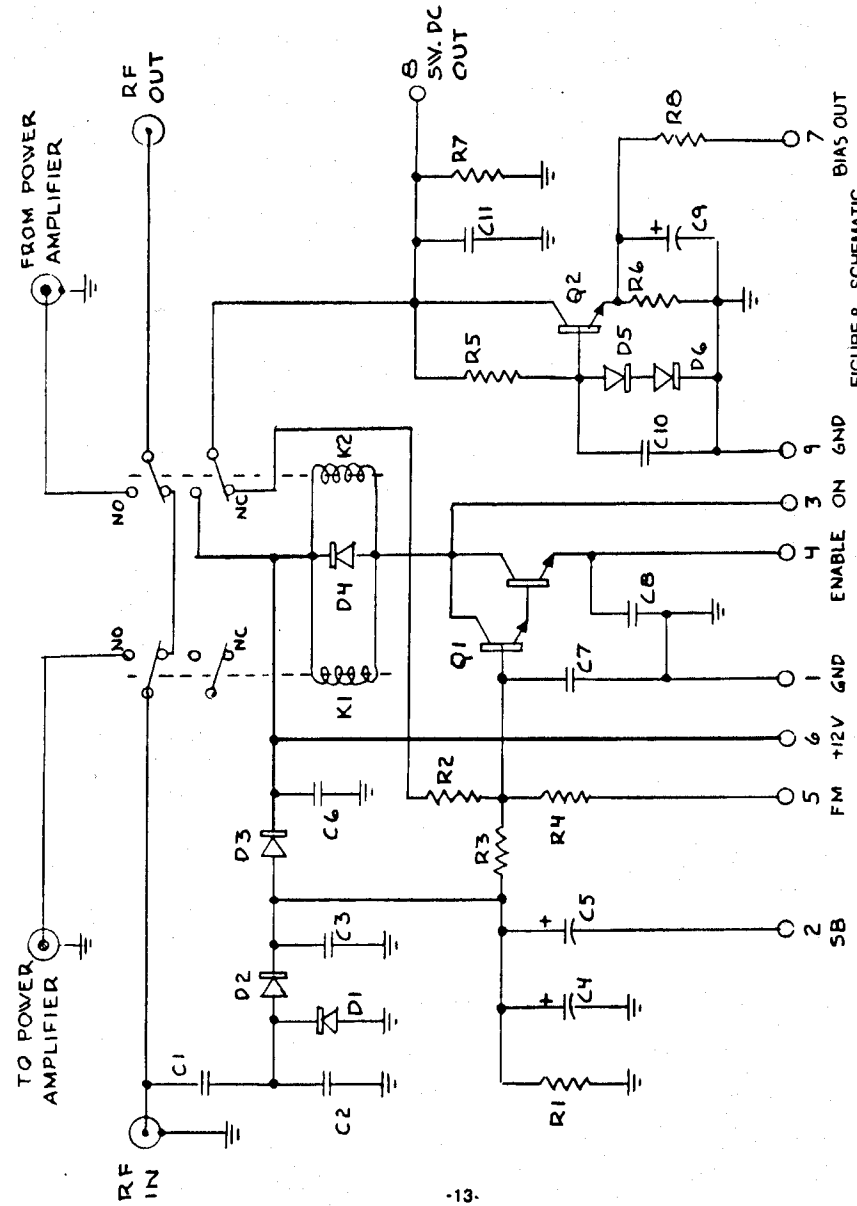 TO POWER
AMPLIFIER
FROM POWER
AMPLIFIER
RF
OUT
RF
IN
NO
NO
NC
NC
C1
C2
D1
D2
C3
D3
C6
K1
D4
K2
R1
C4
C5
R3
R2
R4
Q1
C7
C8
R5
C10
D5
D6
Q2
R6
C9
C11
R7
R8
8
SW. DC
OUT
2
SB
5
FM
6
+12V
1
GND
4
ENABLE
3
ON
9
GND
7
BIAS OUT
FIGURE 8 SCHEMATIC
-13-